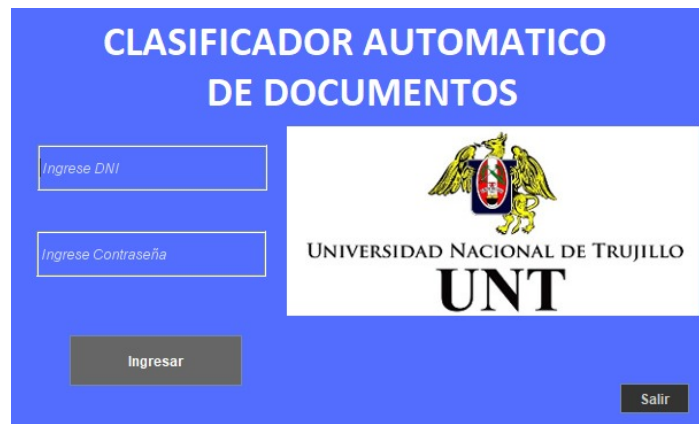 CLASIFICADOR AUTOMATICO
DE DOCUMENTOS
Ingrese DNI
Ingrese Contraseña
UNIVERSIDAD NACIONAL DE TRUJILLO
UNT
Ingresar
Salir